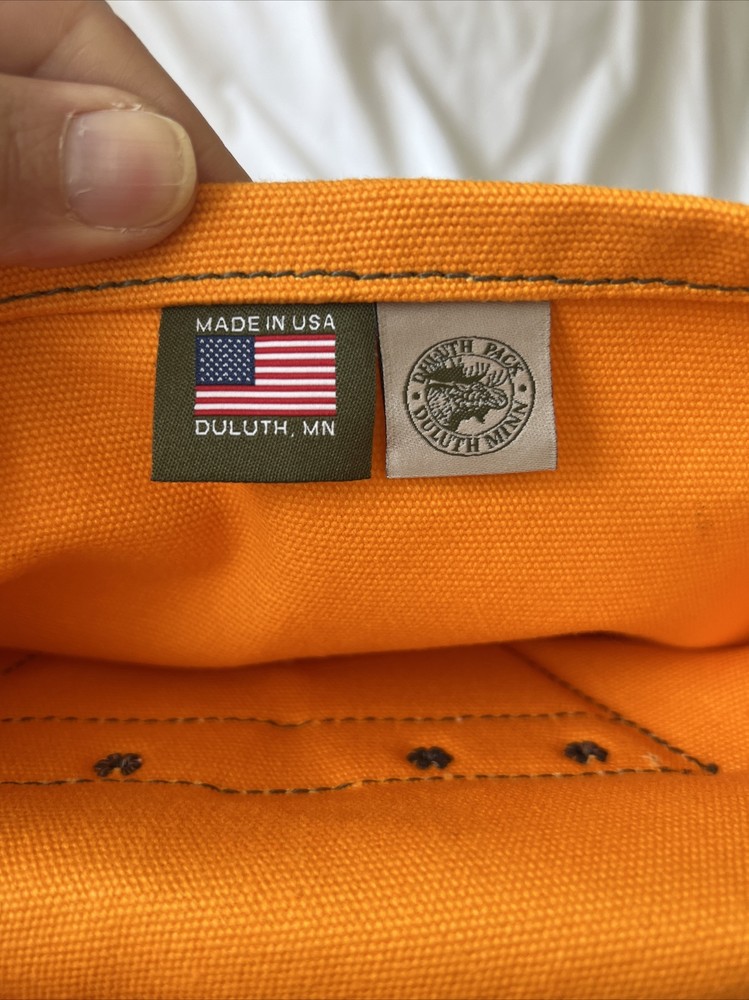 MADE IN USA
DULUTH, MN
DULUTH PACK
DULUTH MINN